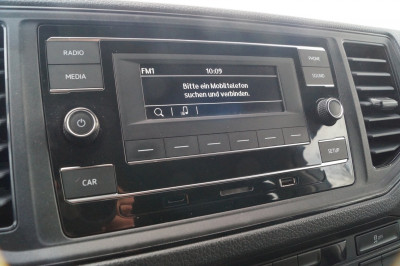 RADIO
MEDIA
FM1 10:09
Bitte ein Mobiltelefon
suchen und verbinden.
PHONE
SOUND
CAR
SETUP